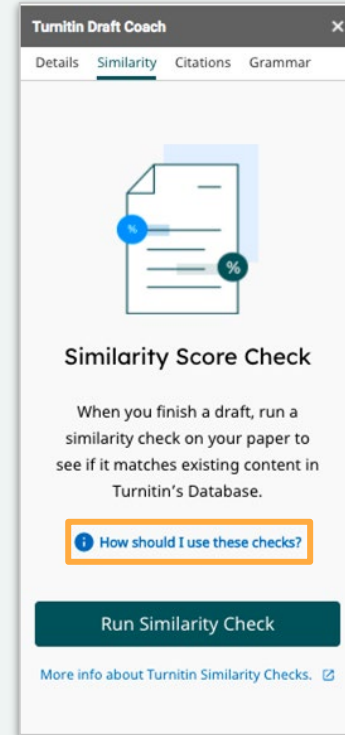 Turnitin Draft Coach ×
Details Similarity Citations Grammar
%
%
Similarity Score Check
When you finish a draft, run a
similarity check on your paper to
see if it matches existing content in
Turnitin's Database.
i How should I use these checks?
Run Similarity Check
More info about Turnitin Similarity Checks.